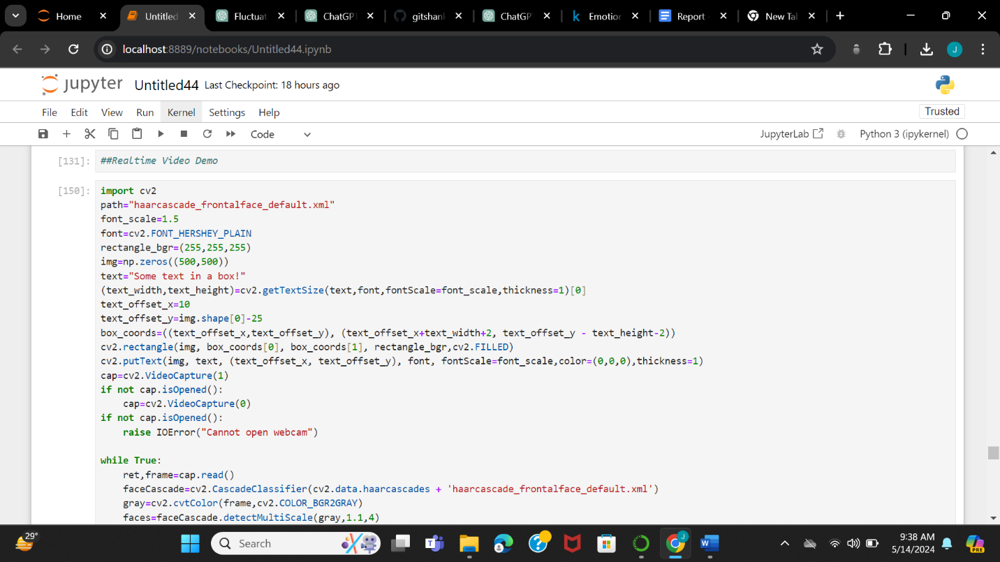 Home
Untitled
Fluctuat
ChatGPT
gitshanl
ChatGP
Emotion
Report
New Tal
localhost:8889/notebooks/Untitled44.ipynb
J
jupyter Untitled44 Last Checkpoint: 18 hours ago
File Edit View Run Kernel Settings Help
Trusted
Code
JupyterLab
Python 3 (ipykernel)
[131]: ##Realtime Video Demo
[150]: import cv2
path="haarcascade_frontalface_default.xml"
font_scale=1.5
font=cv2.FONT_HERSHEY_PLAIN
rectangle_bgr=(255,255,255)
img=np.zeros((500,500))
text="Some text in a box!"
(text_width,text_height)=cv2.getTextSize(text,font,fontScale=font_scale,thickness=1)[0]
text_offset_x=10
text_offset_y=img.shape[0]-25
box_coords=((text_offset_x,text_offset_y), (text_offset_x+text_width+2, text_offset_y - text_height-2))
cv2.rectangle(img, box_coords[0], box_coords[1], rectangle_bgr,cv2.FILLED)
cv2.putText(img, text, (text_offset_x, text_offset_y), font, fontScale=font_scale,color=(0,0,0),thickness=1)
cap=cv2.VideoCapture(1)
if not cap.isOpened():
    cap=cv2.VideoCapture(0)
if not cap.isOpened():
    raise IOError("Cannot open webcam")
while True:
    ret,frame=cap.read()
    faceCascade=cv2.CascadeClassifier(cv2.data.haarcascades + 'haarcascade_frontalface_default.xml')
    gray=cv2.cvtColor(frame,cv2.COLOR_BGR2GRAY)
    faces=faceCascade.detectMultiScale(gray,1.1,4)
29°
Search
9:38 AM
5/14/2024
PRE